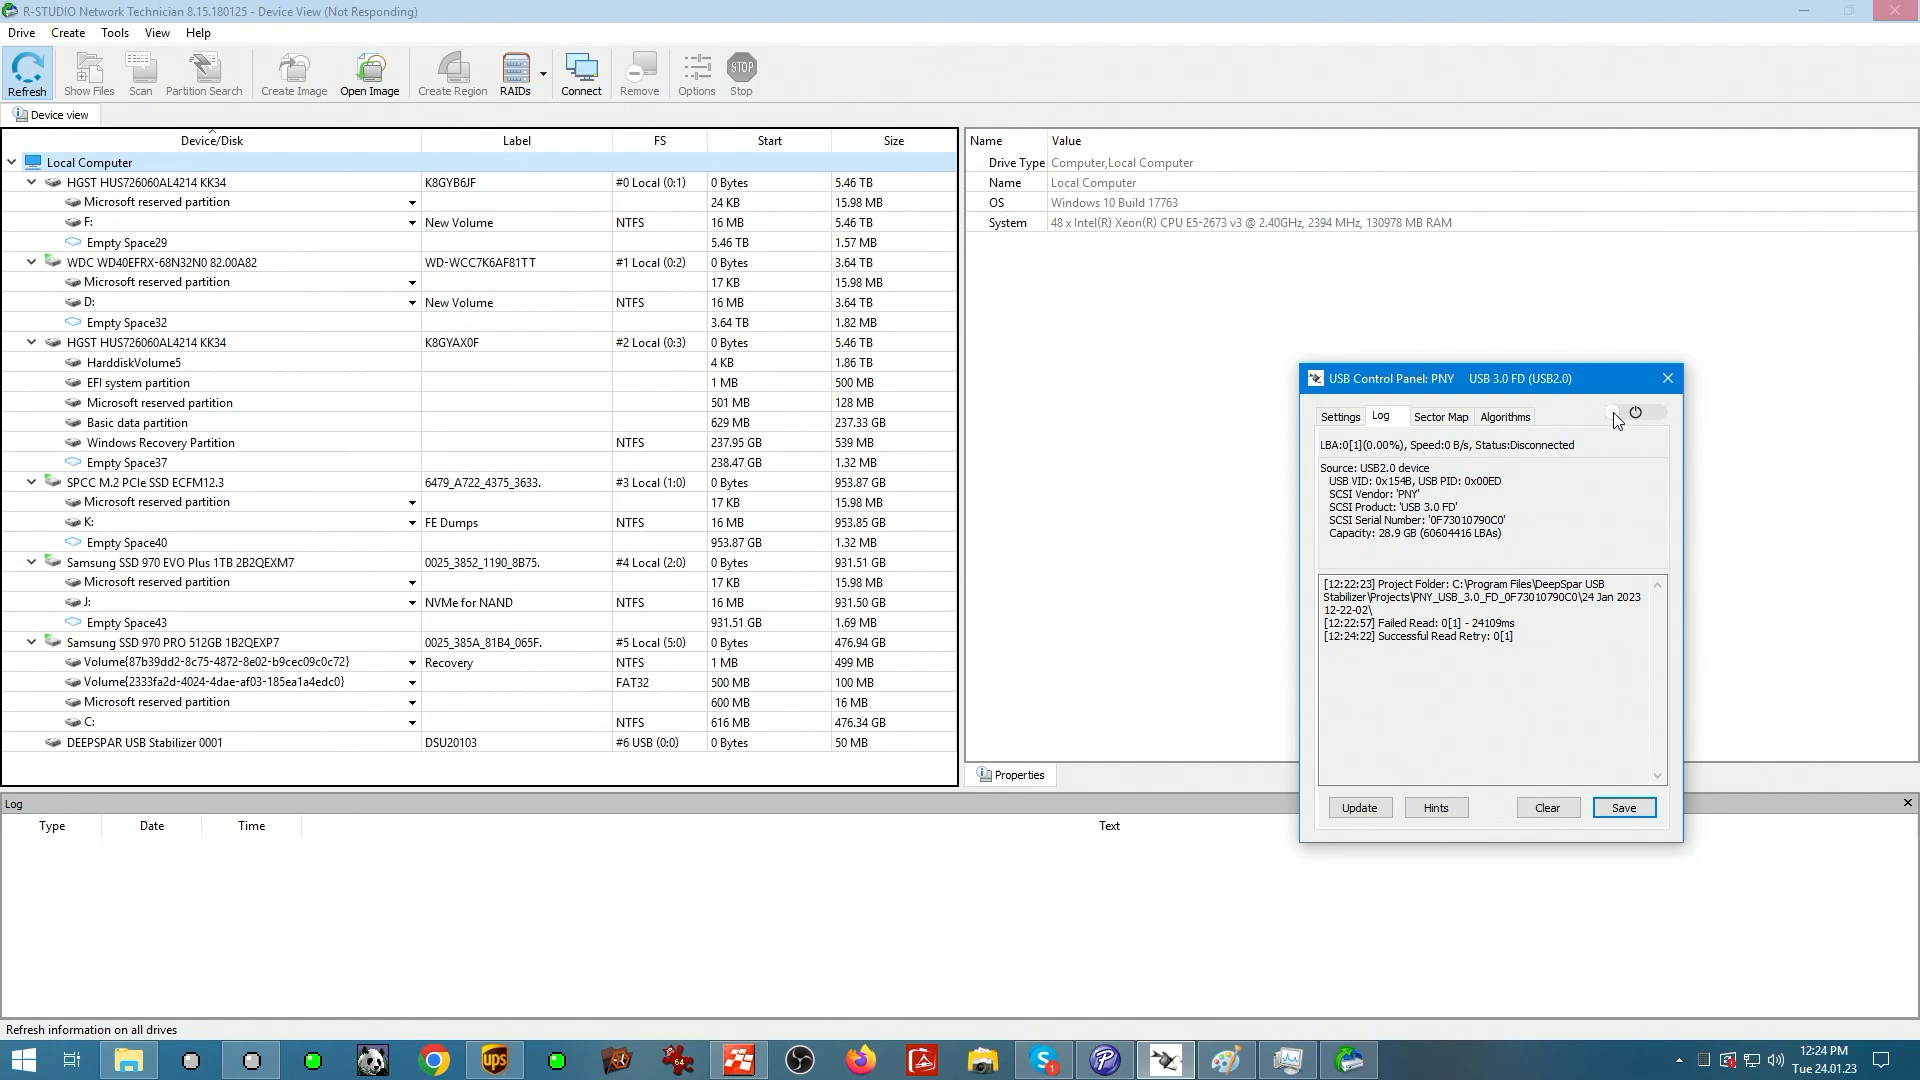 R-STUDIO Network Technician 8.15.180125 - Device View (Not Responding)
Drive Create Tools View Help
Refresh Show Files Scan Partition Search Create Image Open Image Create Region RAIDs Connect Remove Options STOP Stop
Device view
Device/Disk Label FS Start Size
Local Computer
HGST HUS726060AL4214 KK34 K8GYB6JF #0 Local (0:1) 0 Bytes 5.46 TB
Microsoft reserved partition 24 KB 15.98 MB
F: New Volume NTFS 16 MB 5.46 TB
Empty Space29 5.46 TB 1.57 MB
WDC WD40EFRX-68N32N0 82.00A82 WD-WCC7K6AF81TT #1 Local (0:2) 0 Bytes 3.64 TB
Microsoft reserved partition 17 KB 15.98 MB
D: New Volume NTFS 16 MB 3.64 TB
Empty Space32 3.64 TB 1.82 MB
HGST HUS726060AL4214 KK34 K8GYAX0F #2 Local (0:3) 0 Bytes 5.46 TB
HarddiskVolume5 4 KB 1.86 TB
EFI system partition 1 MB 500 MB
Microsoft reserved partition 501 MB 128 MB
Basic data partition 629 MB 237.33 GB
Windows Recovery Partition NTFS 237.95 GB 539 MB
Empty Space37 238.47 GB 1.32 MB
SPCC M.2 PCIe SSD ECFM12.3 6479_A722_4375_3633. #3 Local (1:0) 0 Bytes 953.87 GB
Microsoft reserved partition 17 KB 15.98 MB
K: FE Dumps NTFS 16 MB 953.85 GB
Empty Space40 953.87 GB 1.32 MB
Samsung SSD 970 EVO Plus 1TB 2B2QEXM7 0025_3852_1190_8B75. #4 Local (2:0) 0 Bytes 931.51 GB
Microsoft reserved partition 17 KB 15.98 MB
J: NVMe for NAND NTFS 16 MB 931.50 GB
Empty Space43 931.51 GB 1.69 MB
Samsung SSD 970 PRO 512GB 1B2QEXP7 0025_385A_81B4_065F. #5 Local (5:0) 0 Bytes 476.94 GB
Volume{87b39dd2-8c75-4872-8e02-b9cec09c0c72} Recovery NTFS 1 MB 499 MB
Volume{2333fa2d-4024-4dae-af03-185ea1a4edc0} FAT32 500 MB 100 MB
Microsoft reserved partition 600 MB 16 MB
C: NTFS 616 MB 476.34 GB
DEEPSPAR USB Stabilizer 0001 DSU20103 #6 USB (0:0) 0 Bytes 50 MB
Name Value
Drive Type Computer,Local Computer
Name Local Computer
OS Windows 10 Build 17763
System 48 x Intel(R) Xeon(R) CPU E5-2673 v3 @ 2.40GHz, 2394 MHz, 130978 MB RAM
Properties
USB Control Panel: PNY USB 3.0 FD (USB2.0)
Settings Log Sector Map Algorithms
LBA:0[1](0.00%), Speed:0 B/s, Status:Disconnected
Source: USB2.0 device
USB VID: 0x154B, USB PID: 0x00ED
SCSI Vendor: 'PNY'
SCSI Product: 'USB 3.0 FD'
SCSI Serial Number: '0F73010790C0'
Capacity: 28.9 GB (60604416 LBAs)
[12:22:23] Project Folder: C:\Program Files\DeepSpar USB
Stabilizer\Projects\PNY_USB_3.0_FD_0F73010790C0\24 Jan 2023
12-22-02\
[12:22:57] Failed Read: 0[1] - 24109ms
[12:24:22] Successful Read Retry: 0[1]
Update Hints Clear Save
Log
Type Date Time Text
Refresh information on all drives
ups 64 S 1 P
12:24 PM
Tue 24.01.23